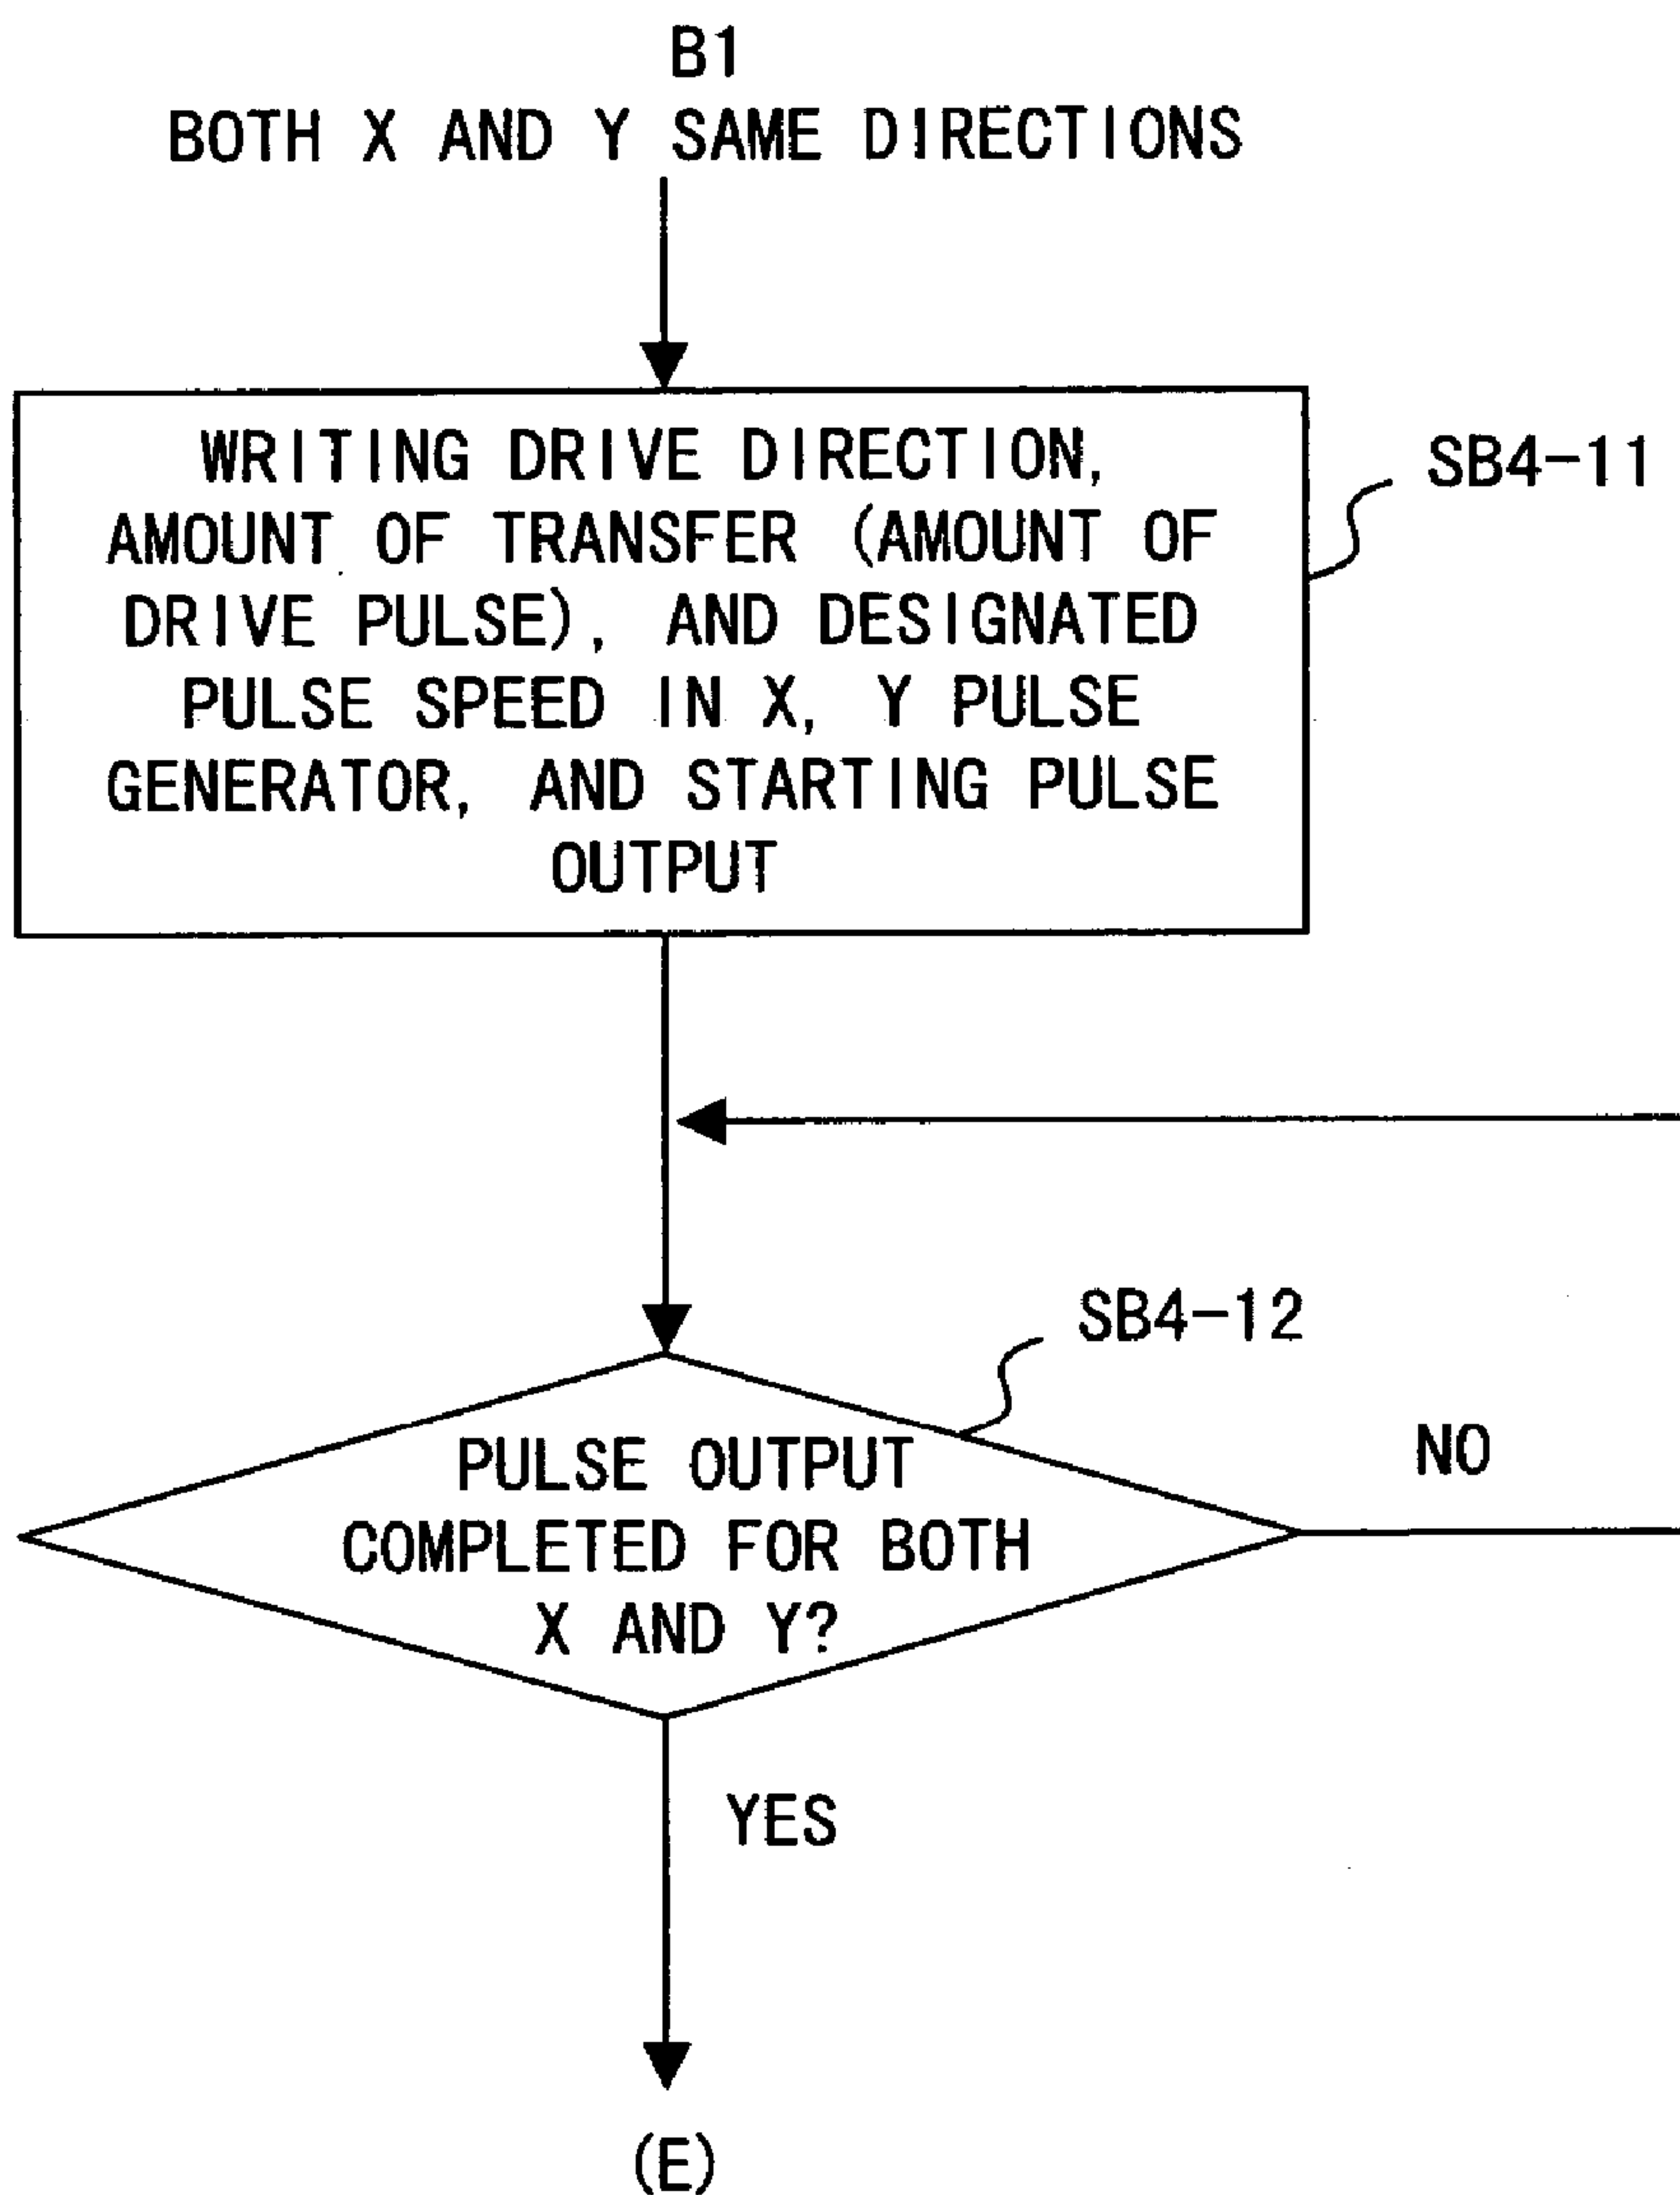 B1
BOTH X AND Y SAME DIRECTIONS
WRITING DRIVE DIRECTION,
AMOUNT OF TRANSFER (AMOUNT OF
DRIVE PULSE), AND DESIGNATED
PULSE SPEED IN X, Y PULSE
GENERATOR, AND STARTING PULSE
OUTPUT
SB4-11
SB4-12
PULSE OUTPUT
COMPLETED FOR BOTH
X AND Y?
NO
YES
(E)